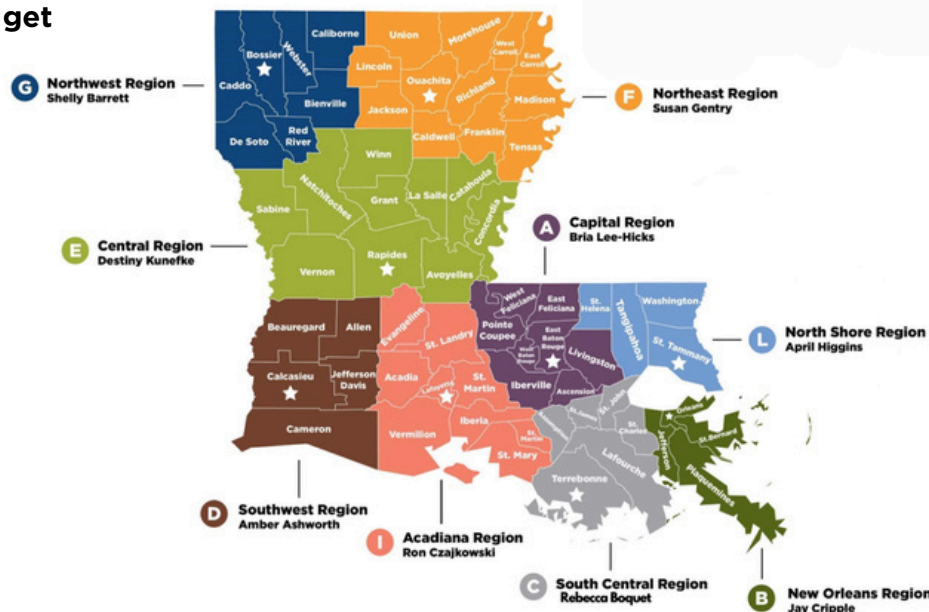 get
G
Northwest Region
Shelly Barrett
Caddo
Bossier
Webster
Caliborne
Bienville
De Soto
Red
River
F
Northeast Region
Susan Gentry
Union
Morehouse
West
Carroll
East
Carroll
Lincoln
Ouachita
Richland
Madison
Jackson
Caldwell
Franklin
Tensas
E
Central Region
Destiny Kunefke
Winn
Natchitoches
Sabine
Grant
La Salle
Catahoula
Concordia
Vernon
Rapides
Avoyelles
A
Capital Region
Bria Lee-Hicks
West
Feliciana
East
Feliciana
Pointe
Coupee
West
Baton
Rouge
East
Baton
Rouge
Livingston
Iberville
Ascension
L
North Shore Region
April Higgins
St.
Helena
Tangipahoa
Washington
St. Tammany
D
Southwest Region
Amber Ashworth
Beauregard
Allen
Calcasieu
Jefferson
Davis
Cameron
I
Acadiana Region
Ron Czajkowski
Evangeline
St. Landry
Acadia
Lafayette
St.
Martin
Vermilion
Iberia
St.
Martin
St. Mary
C
South Central Region
Rebecca Boquet
Assumption
St. James
St. John
St.
Charles
Lafourche
Terrebonne
B
New Orleans Region
Jay Cripple
Orleans
St. Bernard
Jefferson
Plaquemines